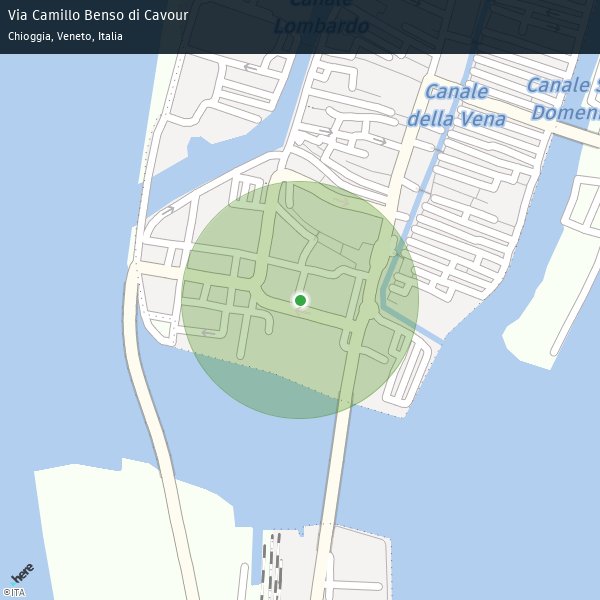 Via Camillo Benso di Cavour
Chioggia, Veneto, Italia
Canale
Lombardo
Canale
della Vena
Canale S
Domen
here
©ITA